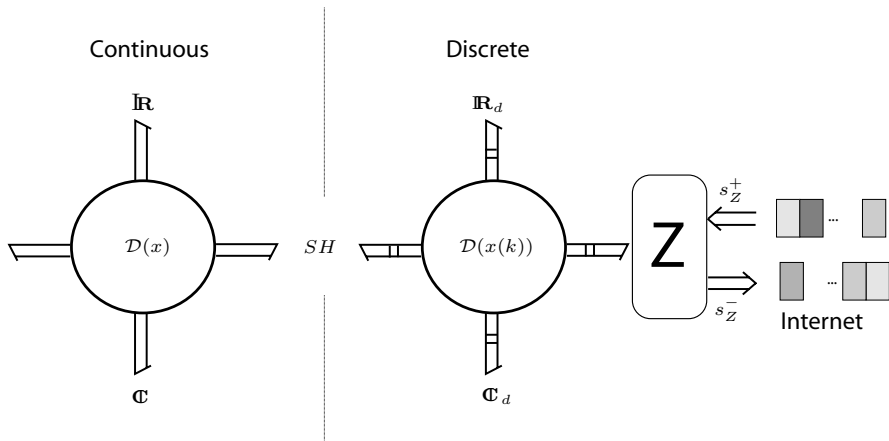 Continuous
Discrete
ℝ
ℝ_d
𝒟(x)
SH
𝒟(x(k))
Z
s_Z^+
...
...
s_Z^-
Internet
ℂ
ℂ_d